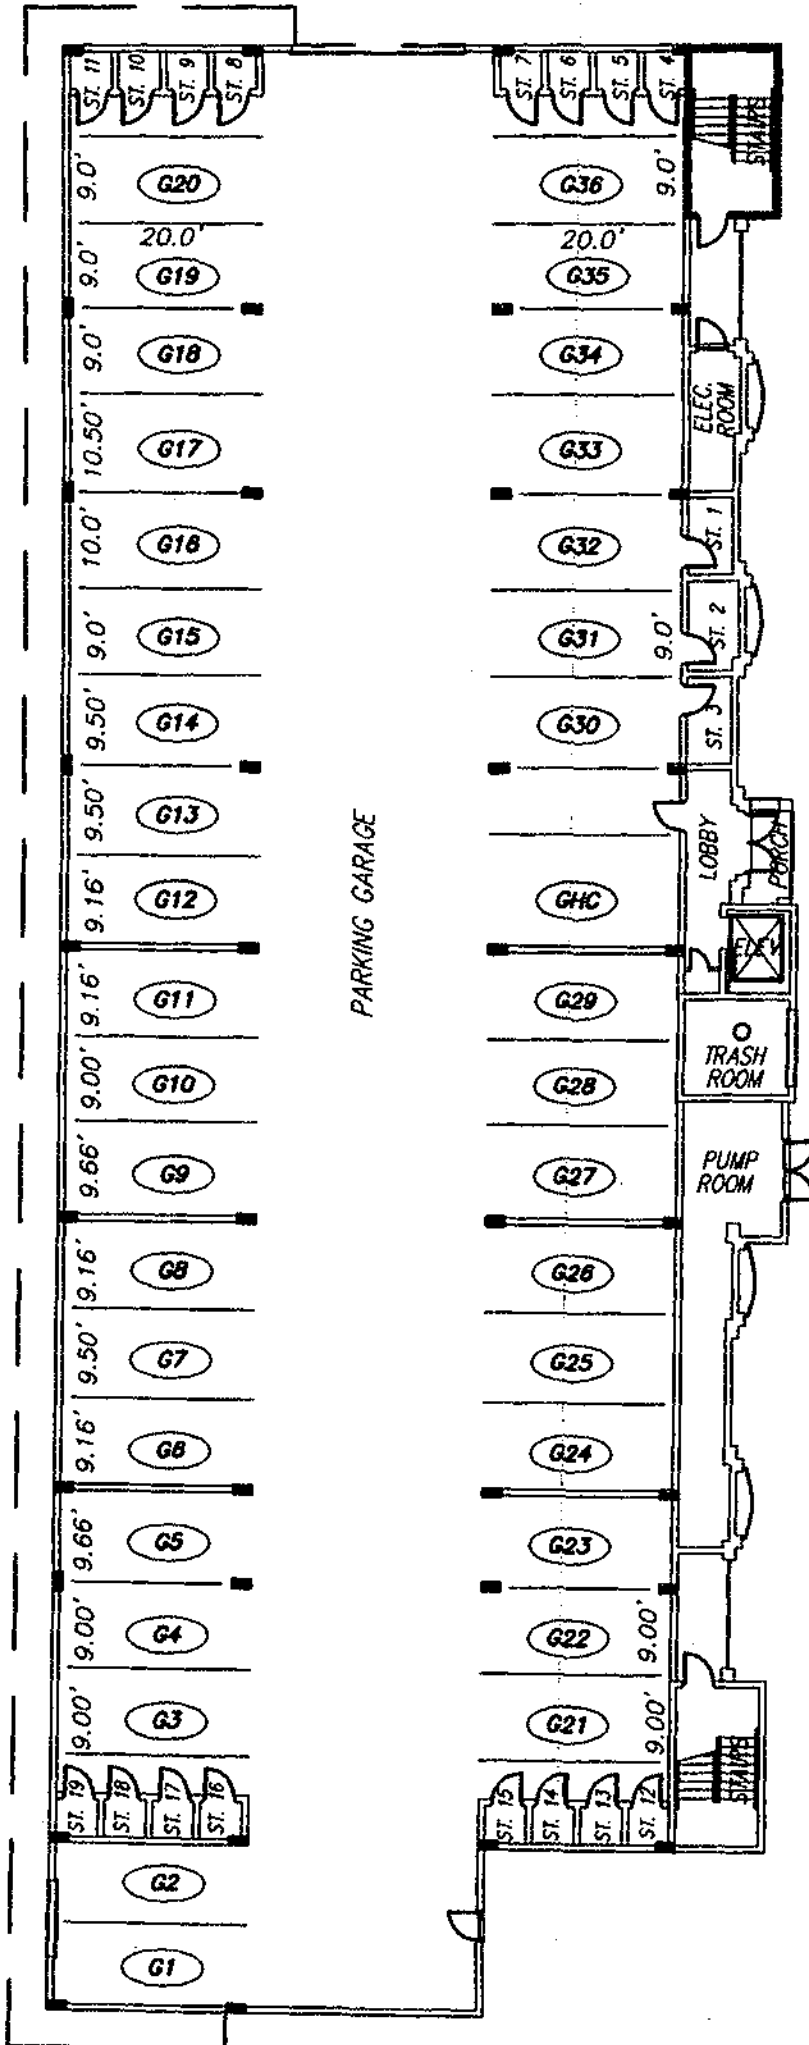 ST. 11
ST. 10
ST. 9
ST. 8
ST. 7
ST. 6
ST. 5
ST. 4
STAIRS
9.0'
G20
G36
9.0'
20.0'
20.0'
9.0'
G19
G35
9.0'
G18
G34
ELEC.
ROOM
10.50'
G17
G33
10.0'
G16
G32
ST. 1
9.0'
G15
G31
9.0'
ST. 2
9.50'
G14
G30
ST. 3
9.50'
G13
PARKING GARAGE
LOBBY
PORCH
9.16'
G12
GHC
ELEV.
9.16'
G11
G29
TRASH
ROOM
9.00'
G10
G28
9.66'
G9
G27
PUMP
ROOM
9.16'
G8
G26
9.50'
G7
G25
9.16'
G6
G24
9.66'
G5
G23
9.00'
G4
G22
9.00'
9.00'
G3
G21
9.00'
STAIRS
ST. 19
ST. 18
ST. 17
ST. 16
ST. 15
ST. 14
ST. 13
ST. 12
G2
G1